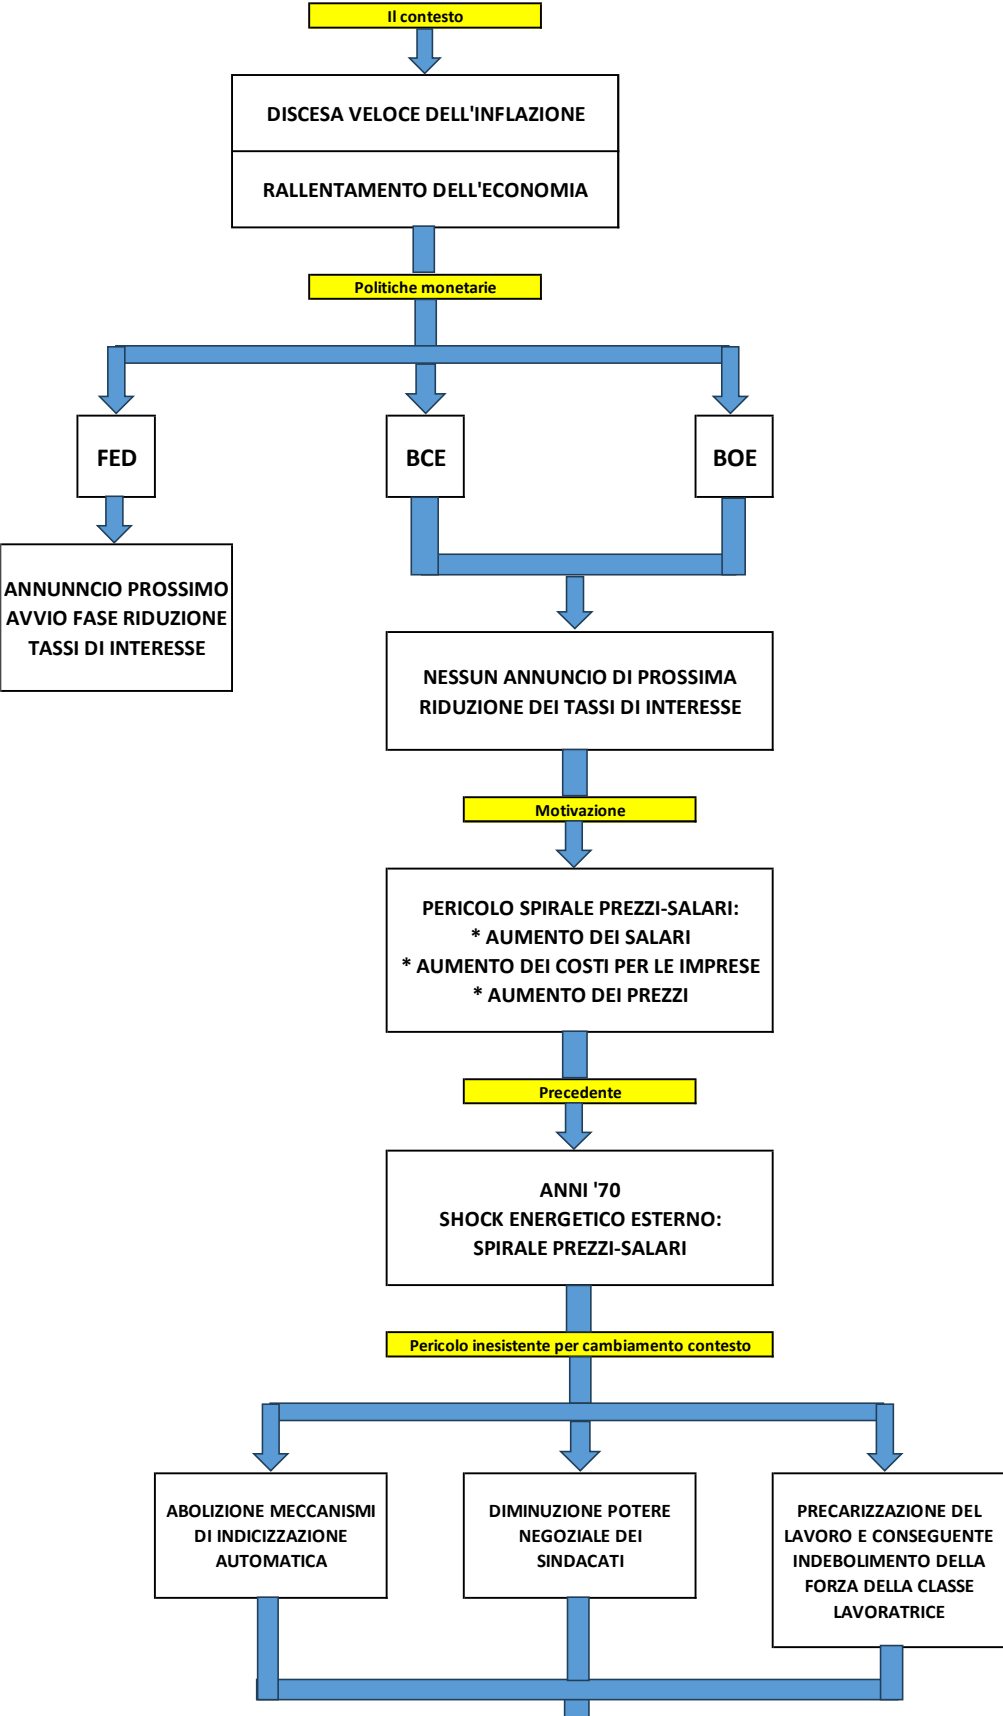 Il contesto
DISCESA VELOCE DELL'INFLAZIONE
RALLENTAMENTO DELL'ECONOMIA
Politiche monetarie
FED
BCE
BOE
ANNUNNCIO PROSSIMO
AVVIO FASE RIDUZIONE
TASSI DI INTERESSE
NESSUN ANNUNCIO DI PROSSIMA
RIDUZIONE DEI TASSI DI INTERESSE
Motivazione
PERICOLO SPIRALE PREZZI-SALARI:
* AUMENTO DEI SALARI
* AUMENTO DEI COSTI PER LE IMPRESE
* AUMENTO DEI PREZZI
Precedente
ANNI '70
SHOCK ENERGETICO ESTERNO:
SPIRALE PREZZI-SALARI
Pericolo inesistente per cambiamento contesto
ABOLIZIONE MECCANISMI
DI INDICIZZAZIONE
AUTOMATICA
DIMINUZIONE POTERE
NEGOZIALE DEI
SINDACATI
PRECARIZZAZIONE DEL
LAVORO E CONSEGUENTE
INDEBOLIMENTO DELLA
FORZA DELLA CLASSE
LAVORATRICE